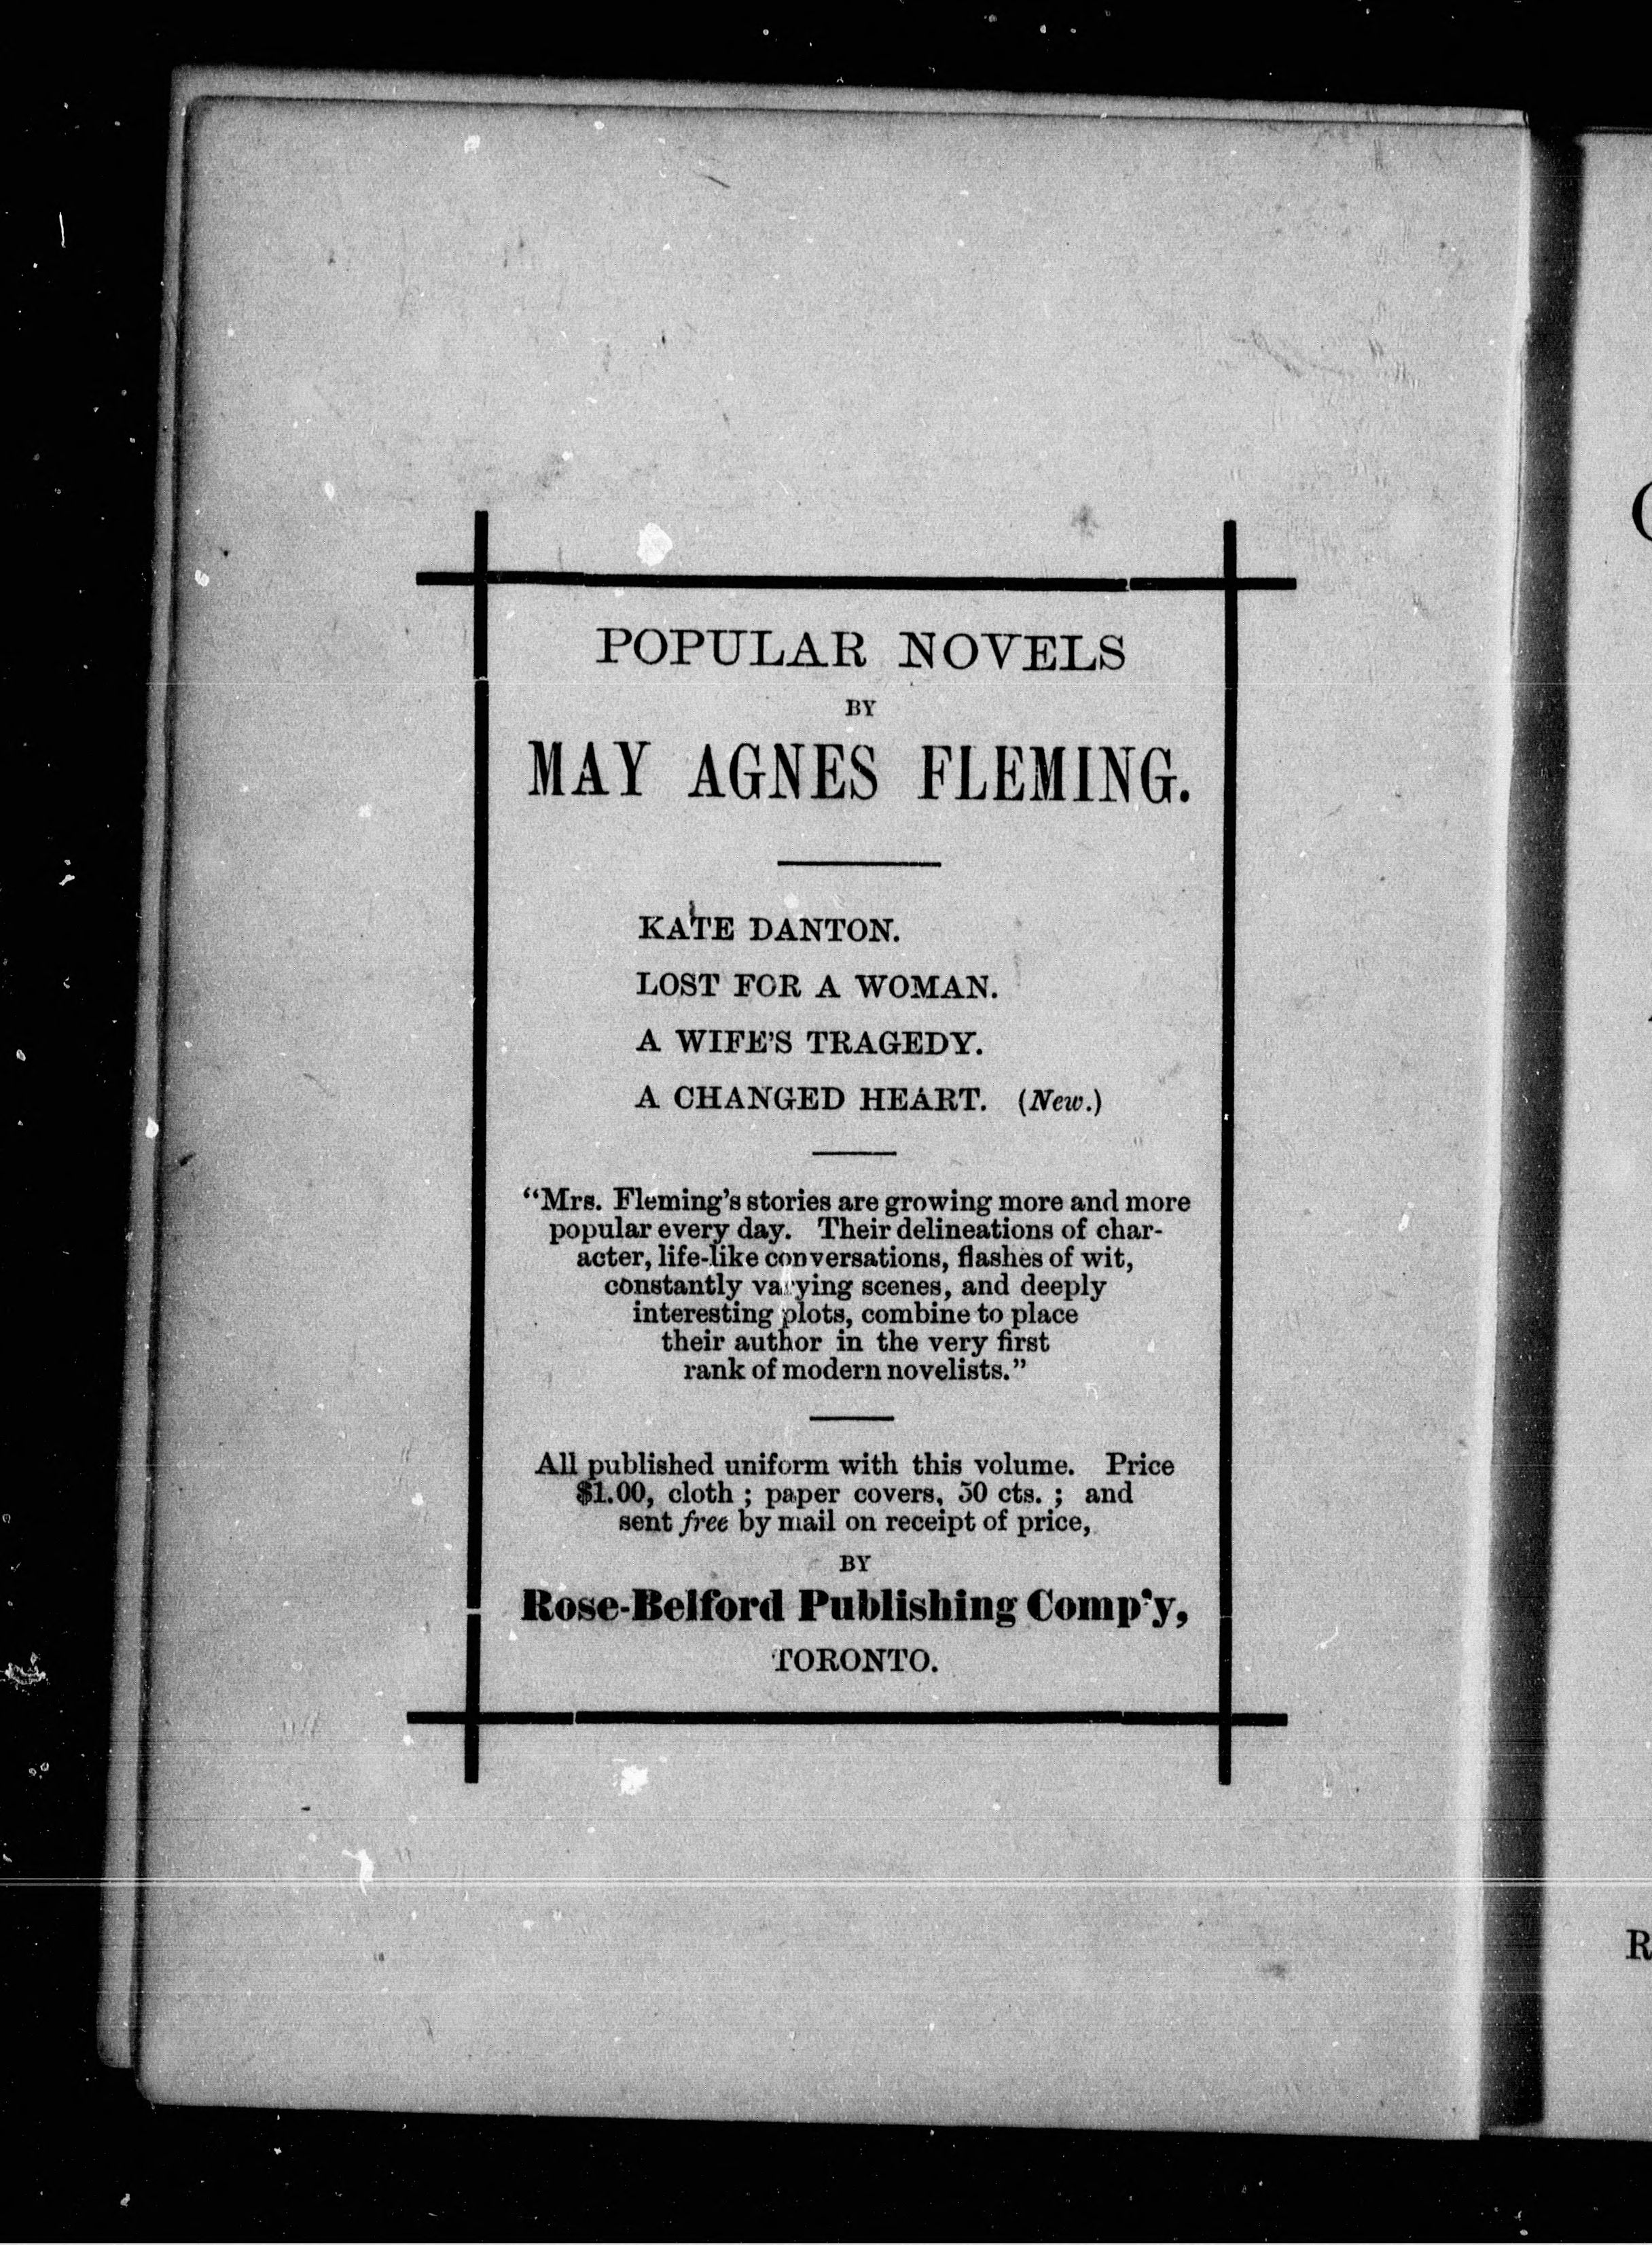 POPULAR NOVELS
BY
MAY AGNES FLEMING.
KATE DANTON.
LOST FOR A WOMAN.
A WIFE'S TRAGEDY.
A CHANGED HEART. (New.)
"Mrs. Fleming's stories are growing more and more
popular every day. Their delineations of char-
acter, life-like conversations, flashes of wit,
constantly varying scenes, and deeply
interesting plots, combine to place
their author in the very first
rank of modern novelists."
All published uniform with this volume. Price
$1.00, cloth ; paper covers, 50 cts. ; and
sent free by mail on receipt of price,
BY
Rose-Belford Publishing Comp'y,
TORONTO.